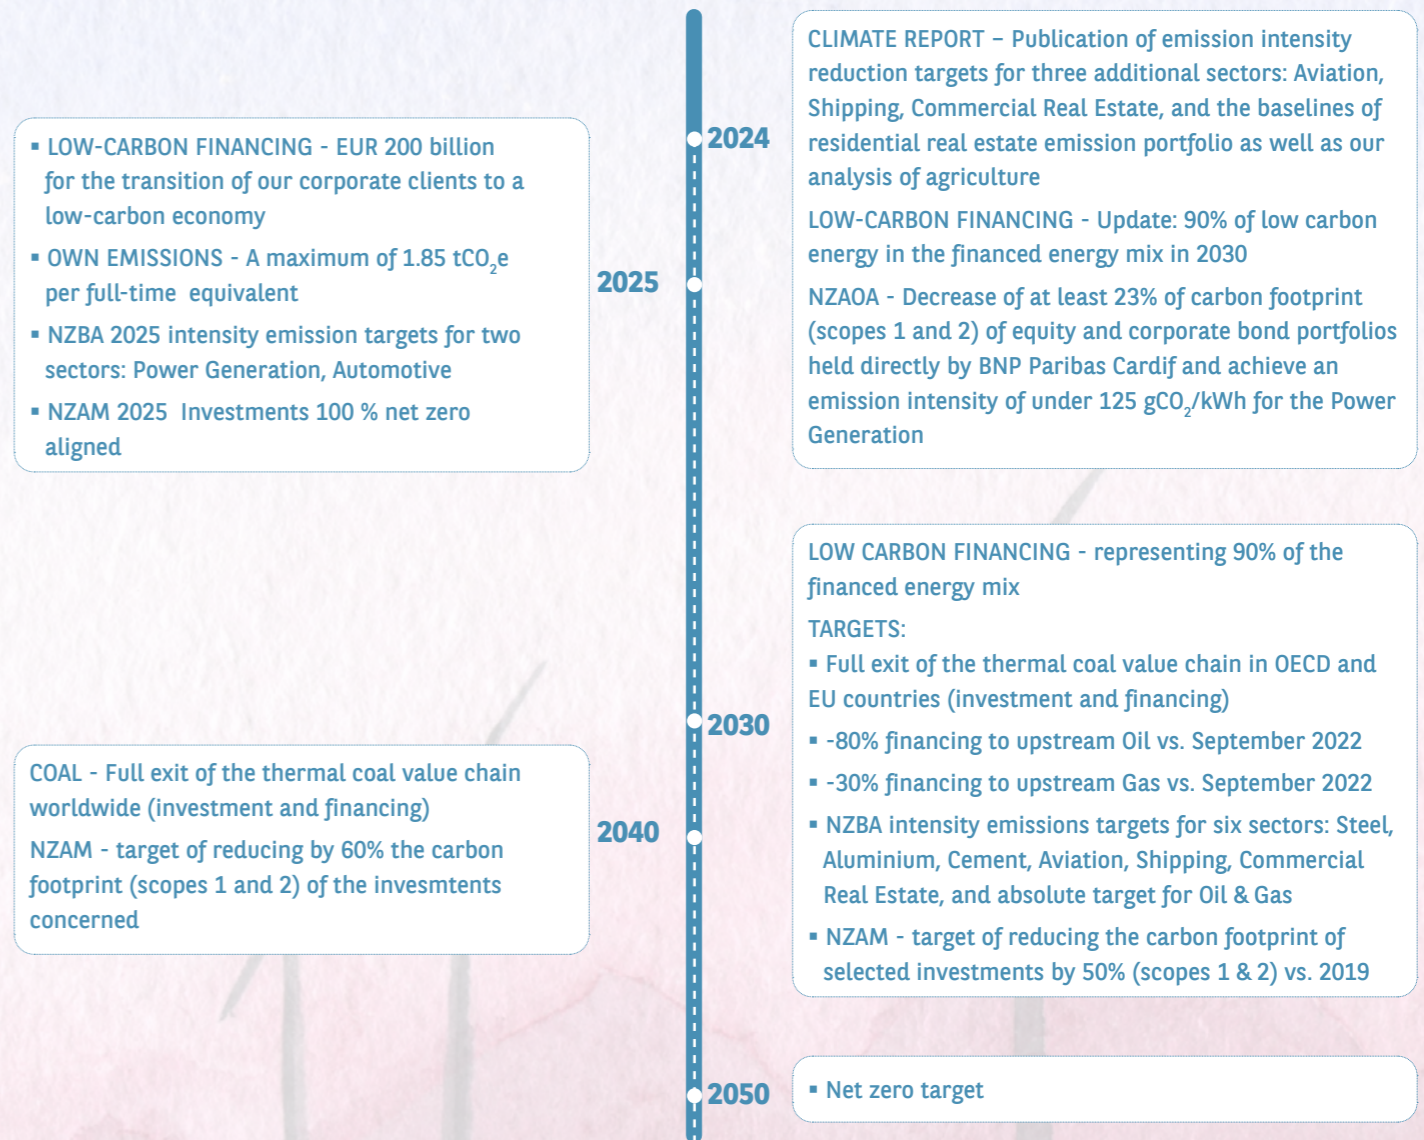 2024
CLIMATE REPORT – Publication of emission intensity
reduction targets for three additional sectors: Aviation,
Shipping, Commercial Real Estate, and the baselines of
residential real estate emission portfolio as well as our
analysis of agriculture
LOW-CARBON FINANCING - Update: 90% of low carbon
energy in the financed energy mix in 2030
NZAOA - Decrease of at least 23% of carbon footprint
(scopes 1 and 2) of equity and corporate bond portfolios
held directly by BNP Paribas Cardif and achieve an
emission intensity of under 125 gCO₂/kWh for the Power
Generation
2025
▪ LOW-CARBON FINANCING - EUR 200 billion
for the transition of our corporate clients to a
low-carbon economy
▪ OWN EMISSIONS - A maximum of 1.85 tCO₂e
per full-time equivalent
▪ NZBA 2025 intensity emission targets for two
sectors: Power Generation, Automotive
▪ NZAM 2025 Investments 100 % net zero
aligned
2030
LOW CARBON FINANCING - representing 90% of the
financed energy mix
TARGETS:
▪ Full exit of the thermal coal value chain in OECD and
EU countries (investment and financing)
▪ -80% financing to upstream Oil vs. September 2022
▪ -30% financing to upstream Gas vs. September 2022
▪ NZBA intensity emissions targets for six sectors: Steel,
Aluminium, Cement, Aviation, Shipping, Commercial
Real Estate, and absolute target for Oil & Gas
▪ NZAM - target of reducing the carbon footprint of
selected investments by 50% (scopes 1 & 2) vs. 2019
2040
COAL - Full exit of the thermal coal value chain
worldwide (investment and financing)
NZAM - target of reducing by 60% the carbon
footprint (scopes 1 and 2) of the invesmtents
concerned
2050
▪ Net zero target